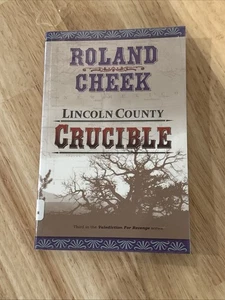 ROLAND
CHEEK
LINCOLN COUNTY
CRUCIBLE
Third in the Valediction For Revenge series